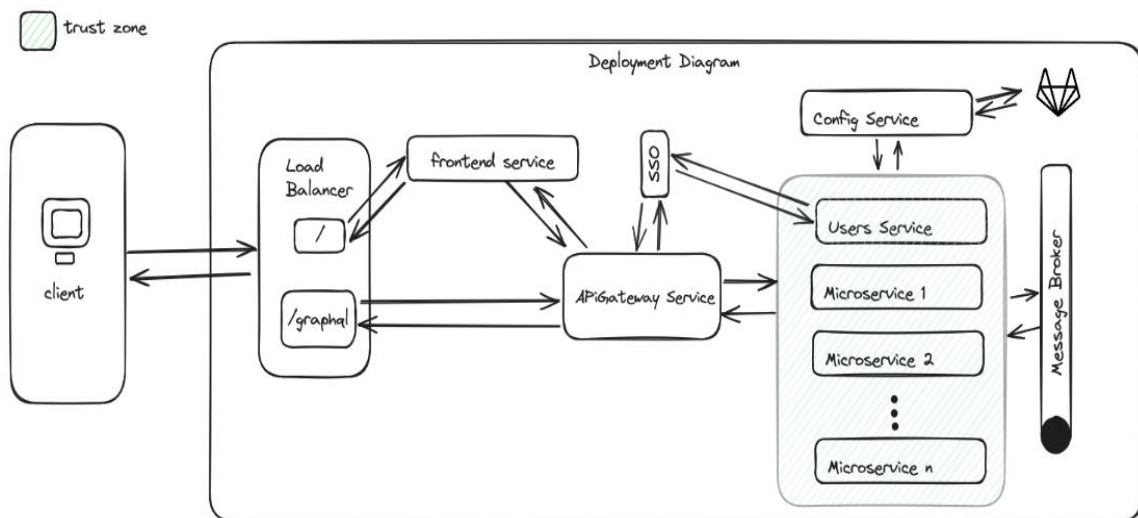 trust zone
Deployment Diagram
Config Service
Load
Balancer
frontend service
SSO
/
Users Service
client
APiGateway Service
Microservice 1
/graphql
Microservice 2
Message Broker
Microservice n